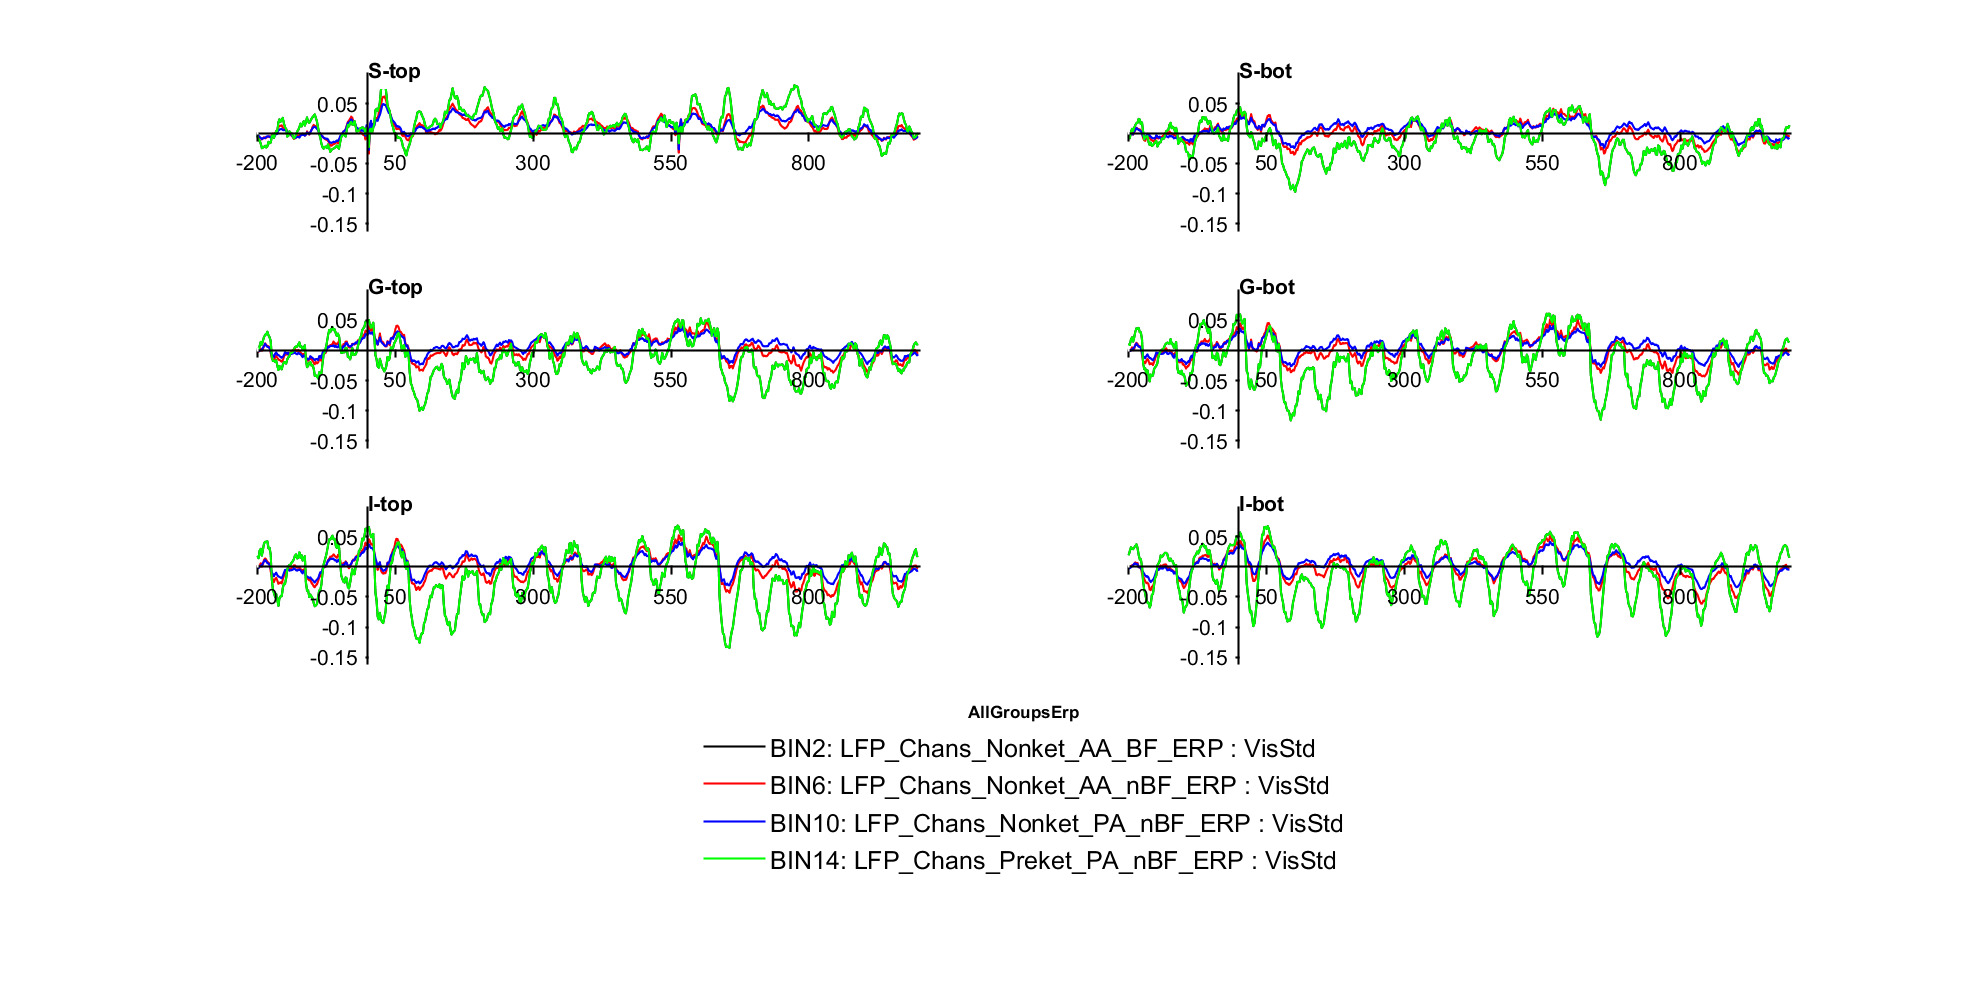 S-top
0.05
-200 -0.05 50 300 550 800
-0.1
-0.15
S-bot
0.05
-200 -0.05 50 300 550 800
-0.1
-0.15
G-top
0.05
-200 -0.05 50 300 550 800
-0.1
-0.15
G-bot
0.05
-200 -0.05 50 300 550 800
-0.1
-0.15
I-top
0.05
-200 -0.05 50 300 550 800
-0.1
-0.15
I-bot
0.05
-200 -0.05 50 300 550 800
-0.1
-0.15
AllGroupsErp
BIN2: LFP_Chans_Nonket_AA_BF_ERP : VisStd
BIN6: LFP_Chans_Nonket_AA_nBF_ERP : VisStd
BIN10: LFP_Chans_Nonket_PA_nBF_ERP : VisStd
BIN14: LFP_Chans_Preket_PA_nBF_ERP : VisStd